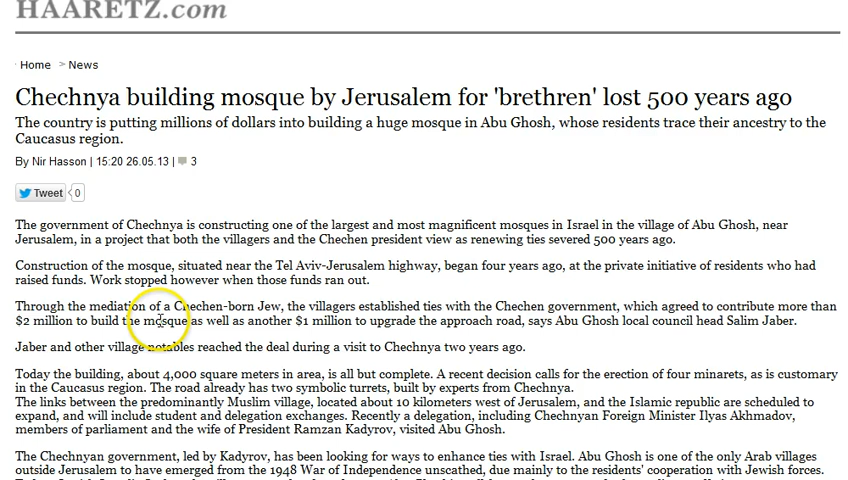 HAARETZ.com
Home > News
Chechnya building mosque by Jerusalem for 'brethren' lost 500 years ago
The country is putting millions of dollars into building a huge mosque in Abu Ghosh, whose residents trace their ancestry to the
Caucasus region.
By Nir Hasson | 15:20 26.05.13 | 3
Tweet 0
The government of Chechnya is constructing one of the largest and most magnificent mosques in Israel in the village of Abu Ghosh, near
Jerusalem, in a project that both the villagers and the Chechen president view as renewing ties severed 500 years ago.
Construction of the mosque, situated near the Tel Aviv-Jerusalem highway, began four years ago, at the private initiative of residents who had
raised funds. Work stopped however when those funds ran out.
Through the mediation of a Chechen-born Jew, the villagers established ties with the Chechen government, which agreed to contribute more than
$2 million to build the mosque as well as another $1 million to upgrade the approach road, says Abu Ghosh local council head Salim Jaber.
Jaber and other village notables reached the deal during a visit to Chechnya two years ago.
Today the building, about 4,000 square meters in area, is all but complete. A recent decision calls for the erection of four minarets, as is customary
in the Caucasus region. The road already has two symbolic turrets, built by experts from Chechnya.
The links between the predominantly Muslim village, located about 10 kilometers west of Jerusalem, and the Islamic republic are scheduled to
expand, and will include student and delegation exchanges. Recently a delegation, including Chechnyan Foreign Minister Ilyas Akhmadov,
members of parliament and the wife of President Ramzan Kadyrov, visited Abu Ghosh.
The Chechnyan government, led by Kadyrov, has been looking for ways to enhance ties with Israel. Abu Ghosh is one of the only Arab villages
outside Jerusalem to have emerged from the 1948 War of Independence unscathed, due mainly to the residents' cooperation with Jewish forces.